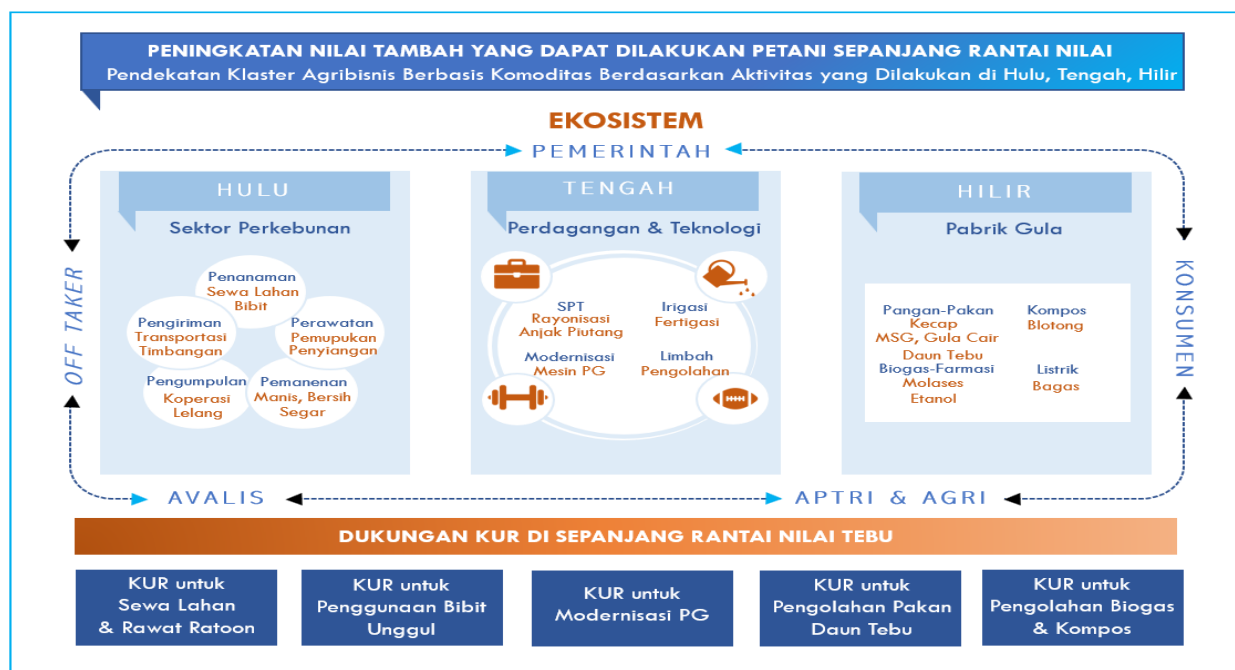 PENINGKATAN NILAI TAMBAH YANG DAPAT DILAKUKAN PETANI SEPANJANG RANTAI NILAI
Pendekatan Klaster Agribisnis Berbasis Komoditas Berdasarkan Aktivitas yang Dilakukan di Hulu, Tengah, Hilir
EKOSISTEM
PEMERINTAH
OFF TAKER
HULU
Sektor Perkebunan
Penanaman
Sewa Lahan
Bibit
Pengiriman
Transportasi
Timbangan
Perawatan
Pemupukan
Penyiangan
Pengumpulan
Koperasi
Lelang
Pemanenan
Manis, Bersih
Segar
TENGAH
Perdagangan & Teknologi
SPT
Rayonisasi
Anjak Piutang
Irigasi
Fertigasi
Modernisasi
Mesin PG
Limbah
Pengolahan
HILIR
Pabrik Gula
Pangan-Pakan
Kecap
MSG, Gula Cair
Daun Tebu
Biogas-Farmasi
Molases
Etanol
Kompos
Blotong
Listrik
Bagas
KONSUMEN
AVALIS
APTRI & AGRI
DUKUNGAN KUR DI SEPANJANG RANTAI NILAI TEBU
KUR untuk
Sewa Lahan
& Rawat Ratoon
KUR untuk
Penggunaan Bibit
Unggul
KUR untuk
Modernisasi PG
KUR untuk
Pengolahan Pakan
Daun Tebu
KUR untuk
Pengolahan Biogas
& Kompos